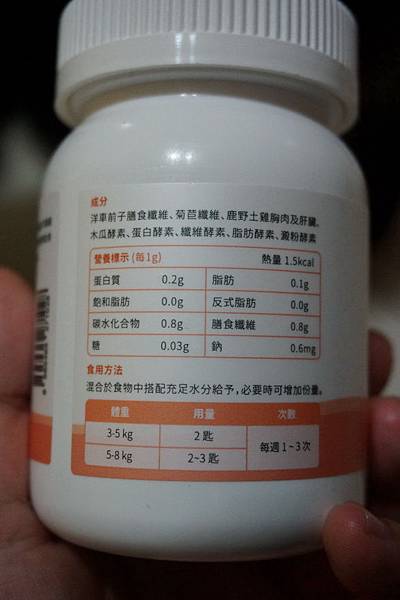 成分
洋車前子膳食纖維、菊苣纖維、鹿野土雞胸肉及肝臟、
木瓜酵素、蛋白酵素、纖維酵素、脂肪酵素、澱粉酵素
營養標示 (每1g) 熱量 1.5kcal
蛋白質 0.2g 脂肪 0.1g
飽和脂肪 0.0g 反式脂肪 0.0g
碳水化合物 0.8g 膳食纖維 0.8g
糖 0.03g 鈉 0.6mg
食用方法
混合於食物中搭配充足水分給予，必要時可增加份量。
體重 用量 次數
3-5 kg 2 匙 每週 1~3 次
5-8 kg 2~3 匙